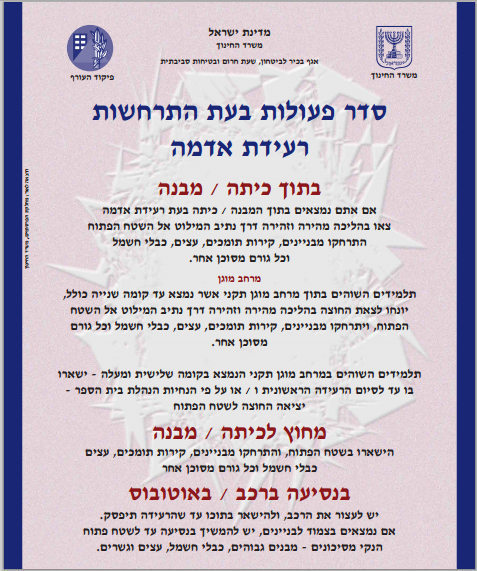 מדינת ישראל
משרד החינוך
אגף בכיר לביטחון, שעת חרום ובטיחות סביבתית
משרד החינוך
פיקוד העורף
סדר פעולות בעת התרחשות
רעידת אדמה
בתוך כיתה / מבנה
אם אתם נמצאים בתוך המבנה / כיתה בעת רעידת אדמה
צאו בהליכה מהירה וזהירה דרך נתיב המילוט אל השטח הפתוח
התרחקו מבניינים, קירות תומכים, עצים, כבלי חשמל
וכל גורם מסוכן אחר.
מרחב מוגן
תלמידים השוהים בתוך מרחב מוגן תקני אשר נמצא עד קומה שנייה כולל,
יונחו לצאת החוצה בהליכה מהירה וזהירה דרך נתיב המילוט אל השטח
הפתוח, ויתרחקו מבניינים, קירות תומכים, עצים, כבלי חשמל וכל גורם
מסוכן אחר.
תלמידים השוהים במרחב מוגן תקני הנמצא בקומה שלישית ומעלה - ישארו
בו עד לסיום הרעידה הראשונית ו / או על פי הנחיות הנהלת בית הספר -
יציאה החוצה לשטח הפתוח
מחוץ לכיתה / מבנה
הישארו בשטח הפתוח, והתרחקו מבניינים, קירות תומכים, עצים
כבלי חשמל וכל גורם מסוכן אחר
בנסיעה ברכב / באוטובוס
יש לעצור את הרכב, ולהישאר בתוכו עד שהרעידה תיפסק.
אם נמצאים בצמוד לבניינים, יש להמשיך בנסיעה עד לשטח פתוח
הנקי מסיכונים - מבנים גבוהים, כבלי חשמל, עצים וגשרים.